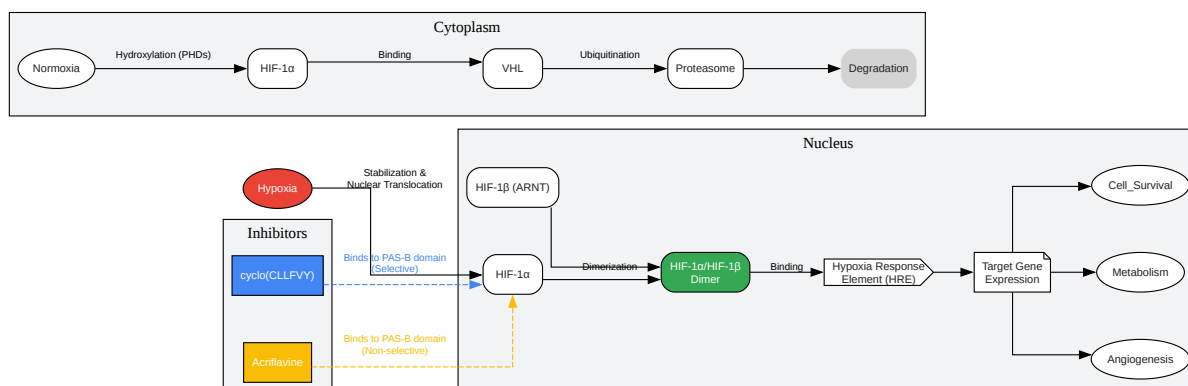 Cytoplasm
Normoxia
Hydroxylation (PHDs)
HIF-1α
Binding
VHL
Ubiquitination
Proteasome
Degradation
Nucleus
Hypoxia
Stabilization &
Nuclear Translocation
HIF-1β (ARNT)
Cell_Survival
Inhibitors
cyclo(CLLFVY)
Binds to PAS-B domain
(Selective)
HIF-1α
Dimerization
HIF-1α/HIF-1β
Dimer
Binding
Hypoxia Response
Element (HRE)
Target Gene
Expression
Metabolism
Acriflavine
Binds to PAS-B domain
(Non-selective)
Angiogenesis